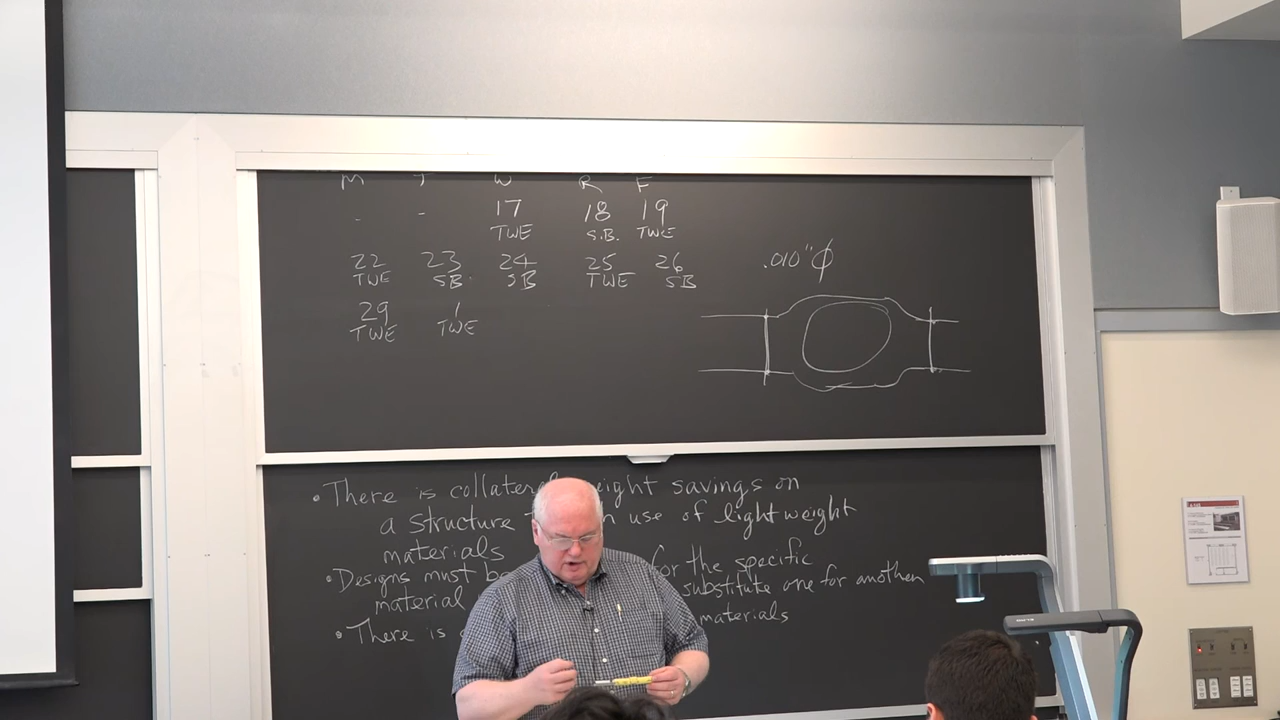 M T W R F
- - 17 18 19
TWE S.B. TWE
22 23 24 25 26
TWE SB SB TWE SB
29 1
TWE TWE
.010" ϕ
• There is collateral weight savings on
a structure use of lightweight
materials
• Designs must be for the specific
material substitute one for another
• There is materials